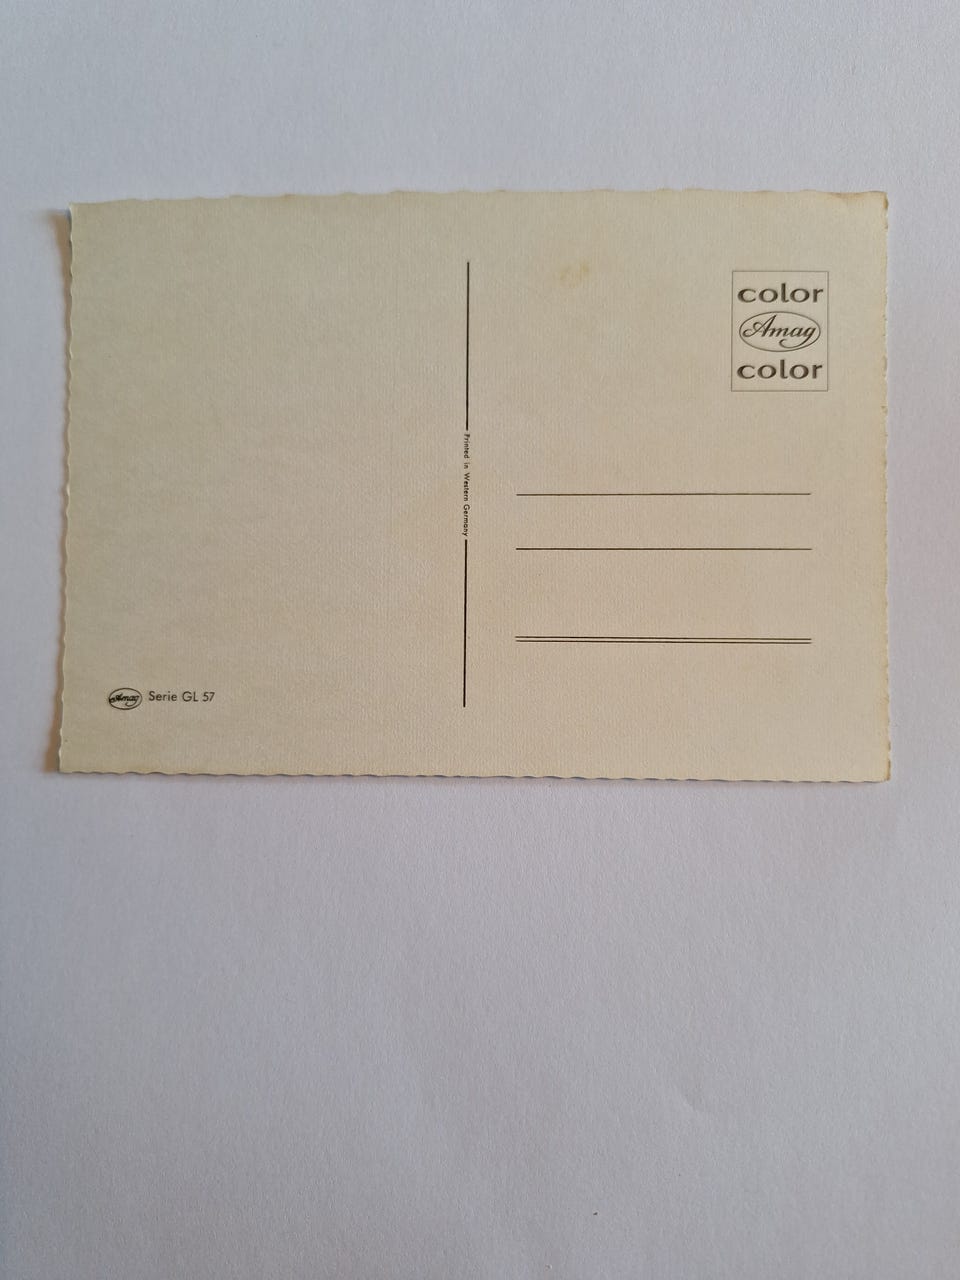 color
Amag
color
Printed in Western Germany
Amag Serie GL 57